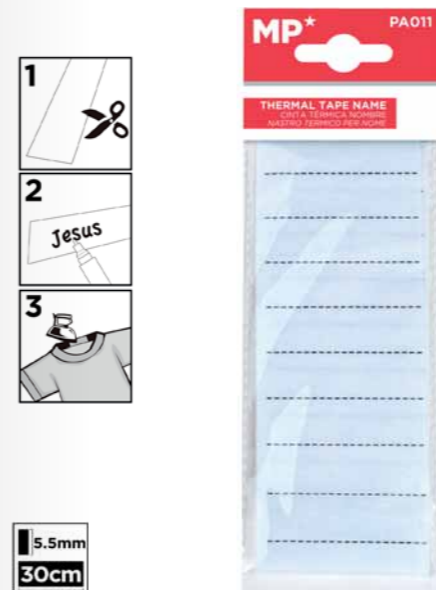 1
2
Jesus
3
5.5mm
30cm
MP*
PA011
THERMAL TAPE NAME
CINTA TÉRMICA NOMBRE
NASTRO TERMICO PER NOME